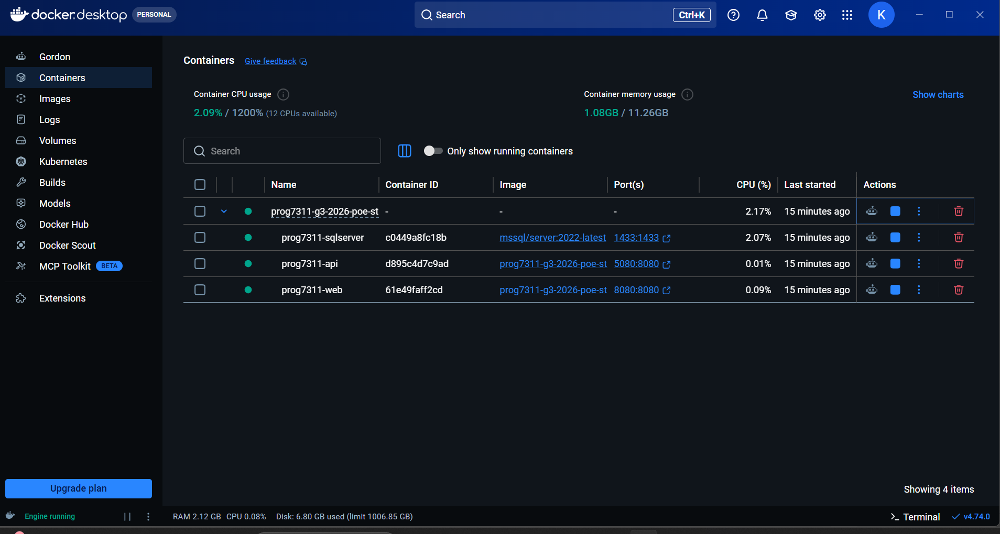 docker.desktop PERSONAL Search Ctrl+K K
Gordon
Containers
Images
Logs
Volumes
Kubernetes
Builds
Models
Docker Hub
Docker Scout
MCP Toolkit BETA
Extensions
Upgrade plan
Containers Give feedback
Container CPU usage
2.09% / 1200% (12 CPUs available)
Container memory usage
1.08GB / 11.26GB
Show charts
Search Only show running containers
Name Container ID Image Port(s) CPU (%) Last started Actions
prog7311-g3-2026-poe-st - - - 2.17% 15 minutes ago
prog7311-sqlserver c0449a8fc18b mssql/server:2022-latest 1433:1433 2.07% 15 minutes ago
prog7311-api d895c4d7c9ad prog7311-g3-2026-poe-st 5080:8080 0.01% 15 minutes ago
prog7311-web 61e49faff2cd prog7311-g3-2026-poe-st 8080:8080 0.09% 15 minutes ago
Showing 4 items
Engine running RAM 2.12 GB CPU 0.08% Disk: 6.80 GB used (limit 1006.85 GB) Terminal v4.74.0